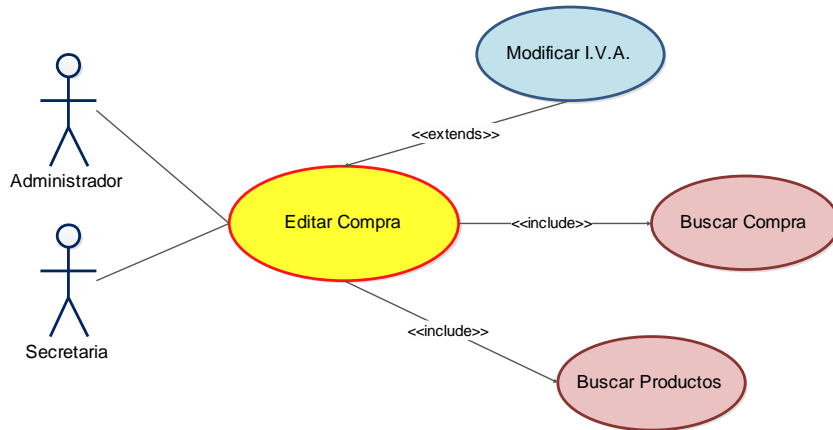 Modificar I.V.A.
<<extends>>
Administrador
Editar Compra
<<include>>
Buscar Compra
<<include>>
Secretaria
Buscar Productos